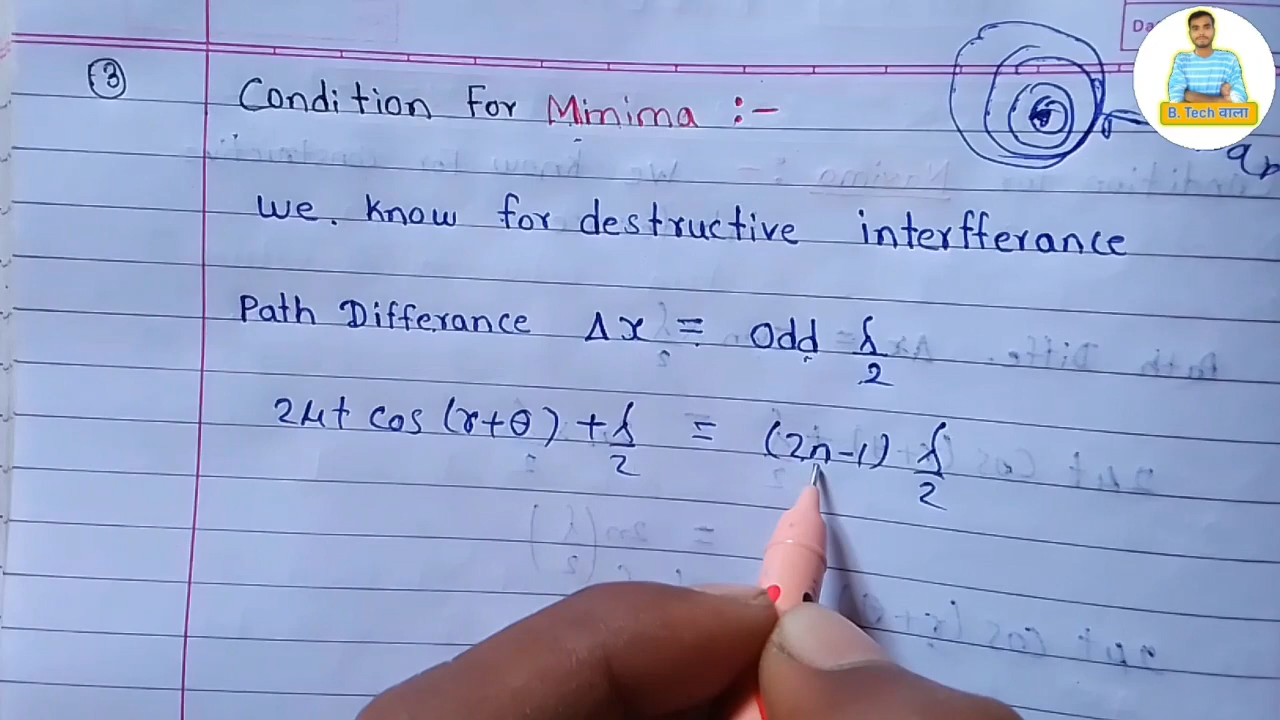 Da
③ Condition For Minima :-
B. Tech वाला
We. know for destructive interfferance
Path Differance Δx = odd λ/2
2μt cos (r+θ) + λ/2 = (2n-1) λ/2